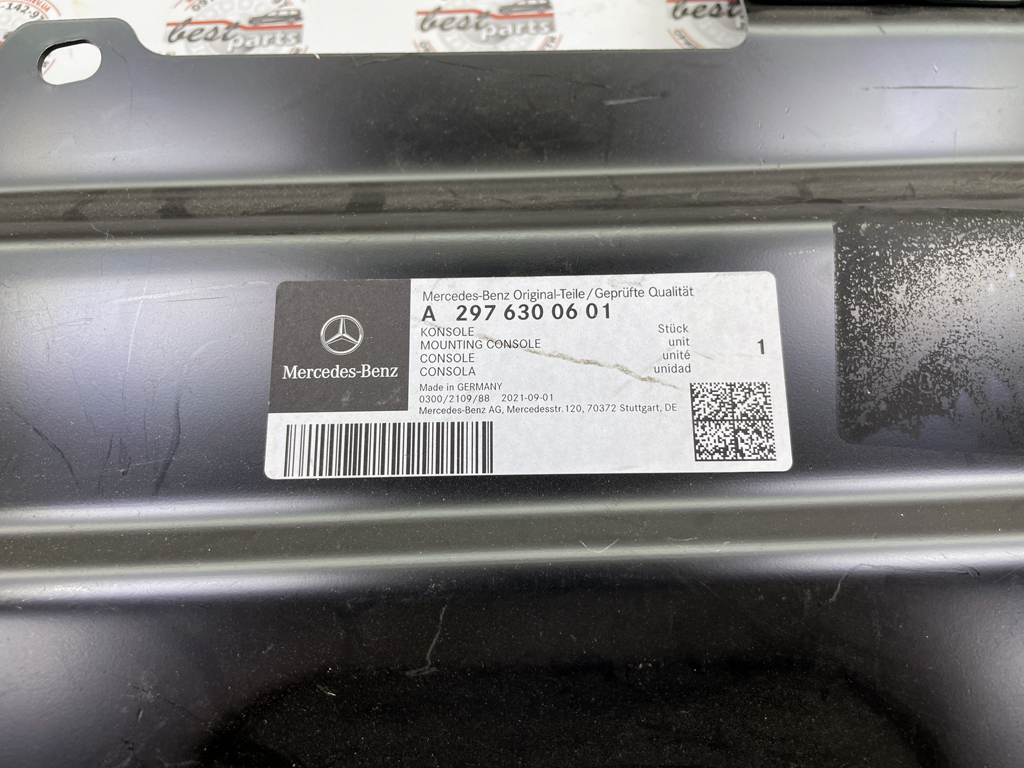 best
parts
best
parts
best
parts
Mercedes-Benz Original-Teile/Geprüfte Qualität
A 297 630 06 01
KONSOLE Stück
MOUNTING CONSOLE unit
CONSOLE unité
CONSOLA unidad
1
Mercedes-Benz
Made in GERMANY
0300/2109/88 2021-09-01
Mercedes-Benz AG, Mercedesstr.120, 70372 Stuttgart, DE